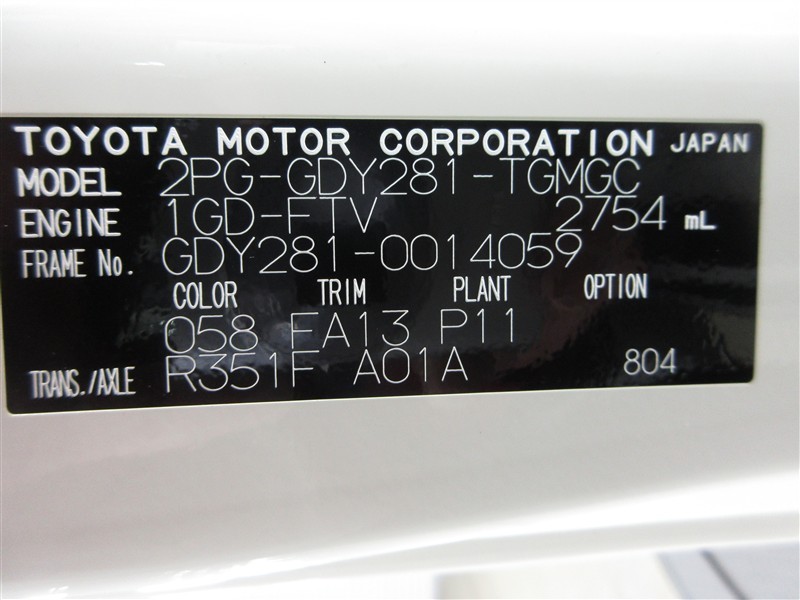 TOYOTA MOTOR CORPORATION JAPAN
MODEL 2PG-GDY281-TGMGC
ENGINE 1GD-FTV 2754 mL
FRAME No. GDY281-0014059
COLOR TRIM PLANT OPTION
058 FA13 P11
TRANS./AXLE R351F A01A 804